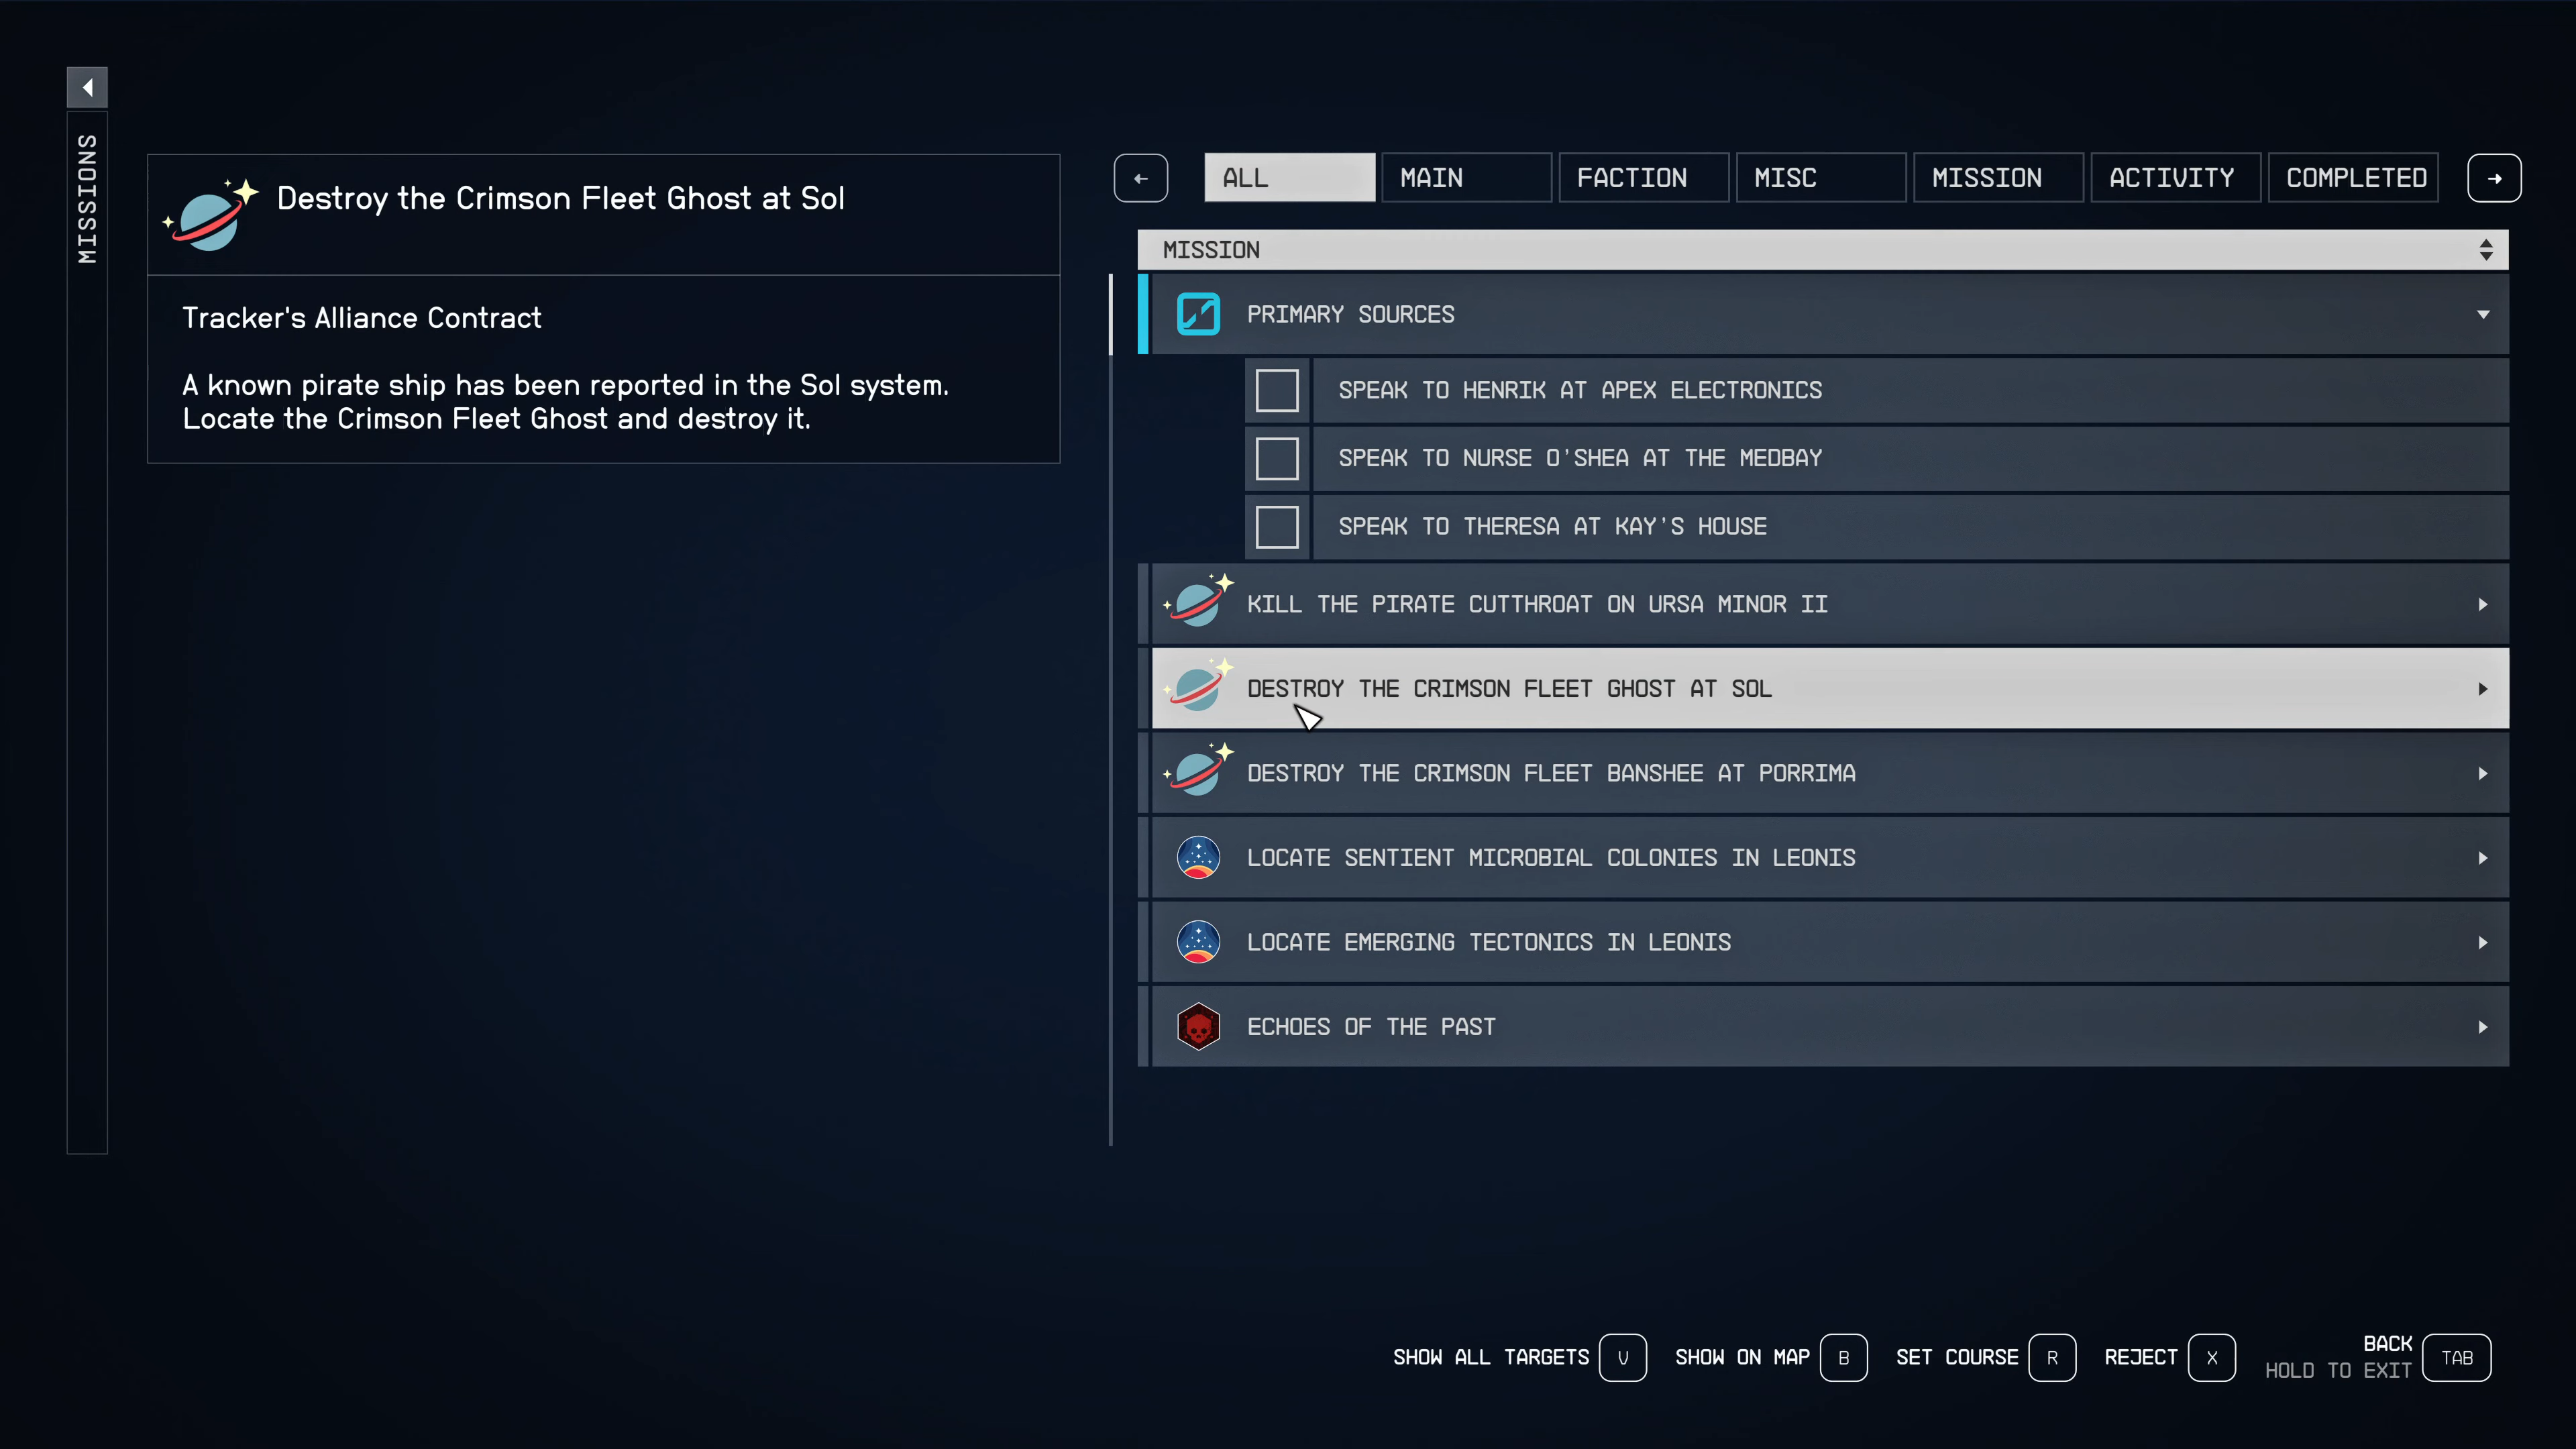 MISSIONS
Destroy the Crimson Fleet Ghost at Sol
Tracker's Alliance Contract
A known pirate ship has been reported in the Sol system.
Locate the Crimson Fleet Ghost and destroy it.
ALL MAIN FACTION MISC MISSION ACTIVITY COMPLETED
MISSION
PRIMARY SOURCES
SPEAK TO HENRIK AT APEX ELECTRONICS
SPEAK TO NURSE O'SHEA AT THE MEDBAY
SPEAK TO THERESA AT KAY'S HOUSE
KILL THE PIRATE CUTTHROAT ON URSA MINOR II
DESTROY THE CRIMSON FLEET GHOST AT SOL
DESTROY THE CRIMSON FLEET BANSHEE AT PORRIMA
LOCATE SENTIENT MICROBIAL COLONIES IN LEONIS
LOCATE EMERGING TECTONICS IN LEONIS
ECHOES OF THE PAST
SHOW ALL TARGETS V SHOW ON MAP B SET COURSE R REJECT X BACK TAB
HOLD TO EXIT